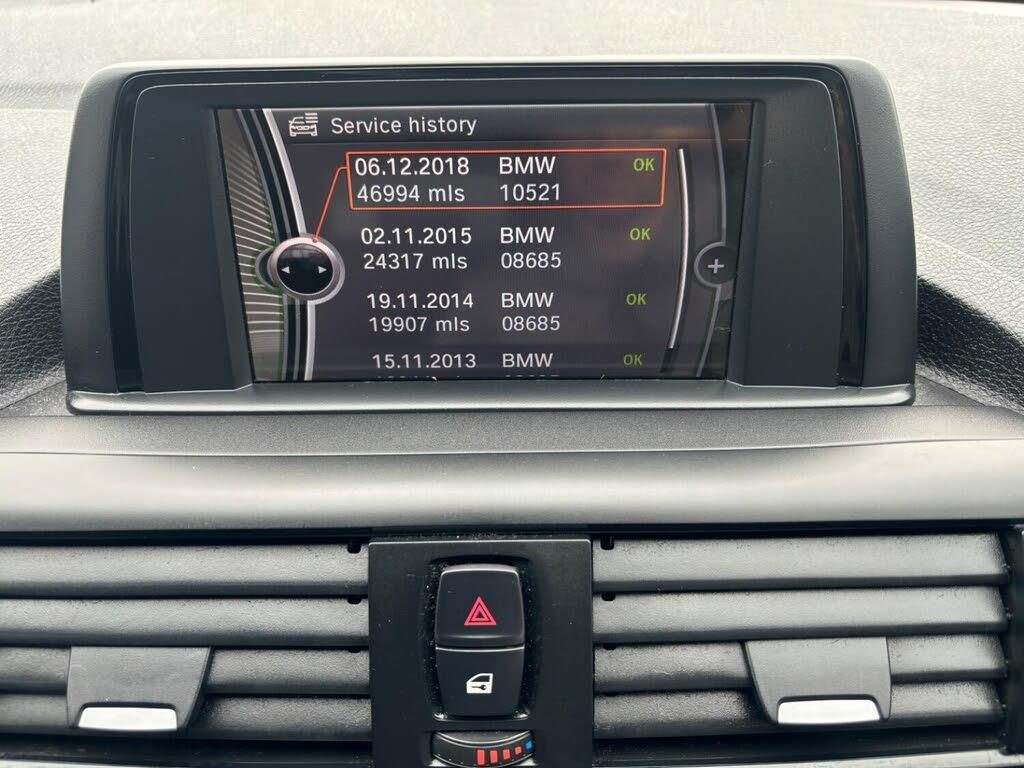 Service history
06.12.2018 BMW OK
46994 mls 10521
02.11.2015 BMW OK
24317 mls 08685
19.11.2014 BMW OK
19907 mls 08685
15.11.2013 BMW OK